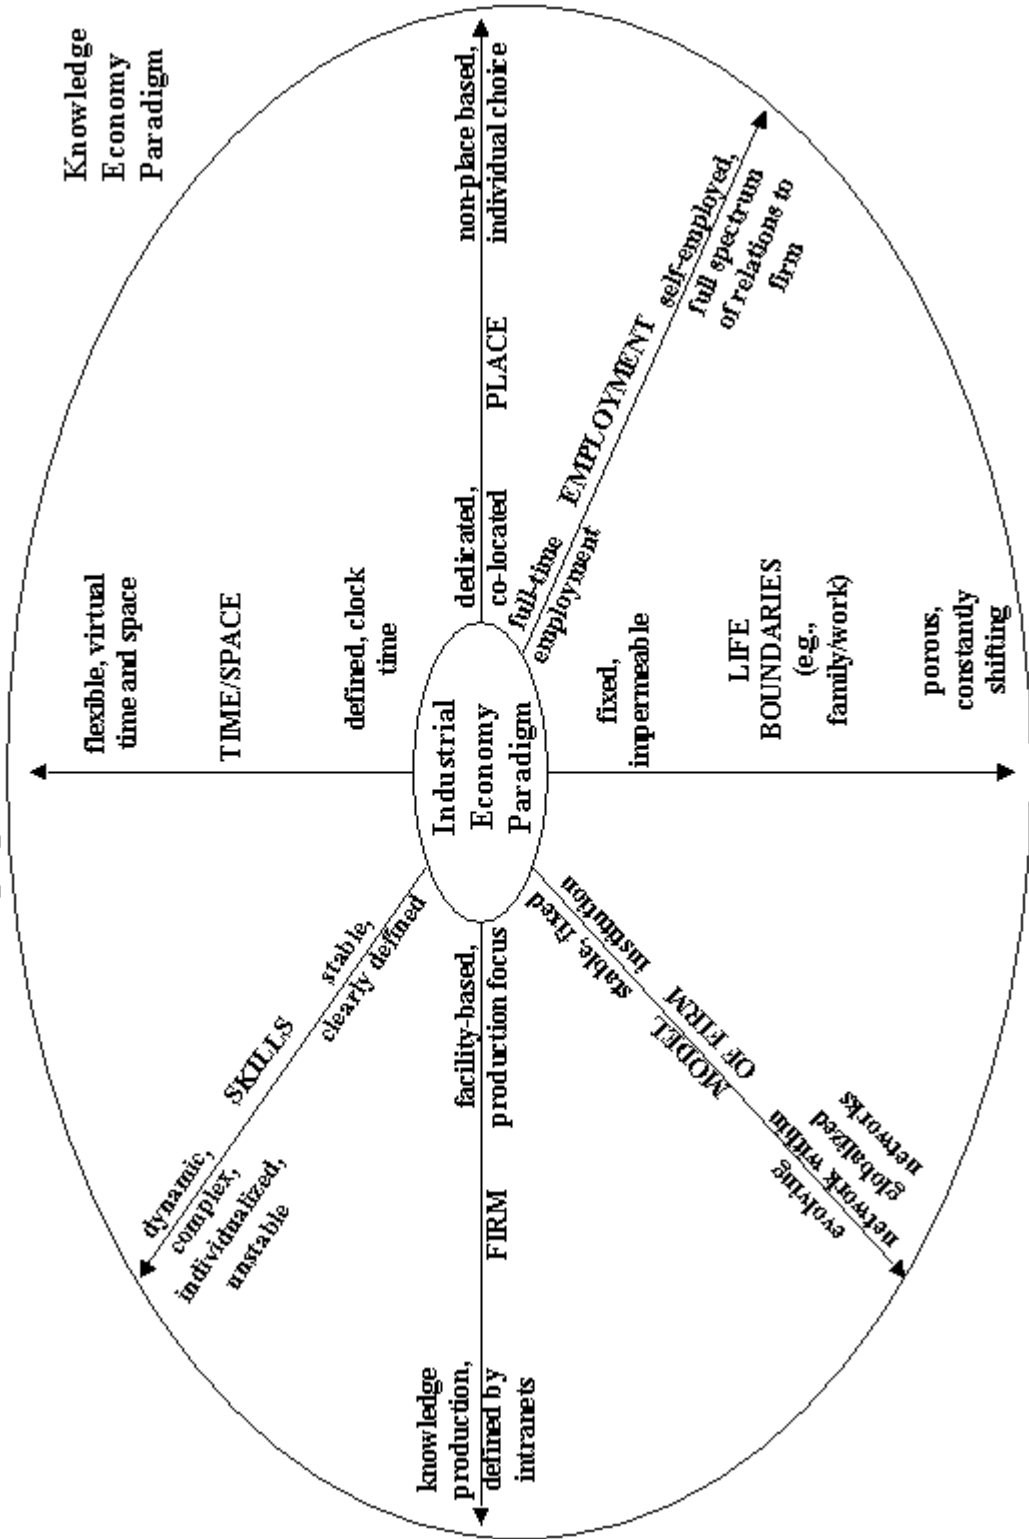 Knowledge
Economy
Paradigm
flexible, virtual
time and space
TIME/SPACE
defined, clock
time
dynamic,
complex,
individualized,
unstable
SKILLS
stable,
clearly defined
knowledge
production,
defined by
intranets
FIRM
facility-based,
production focus
Industrial
Economy
Paradigm
dedicated,
co-located
PLACE
non-place based,
individual choice
full-time
employment
EMPLOYMENT
self-employed,
full spectrum
of relations to
firm
fixed,
impermeable
LIFE
BOUNDARIES
(e.g.,
family/work)
porous,
constantly
shifting
stable, fixed
institution
MODEL
OF FIRM
evolving
network within
globalized
networks